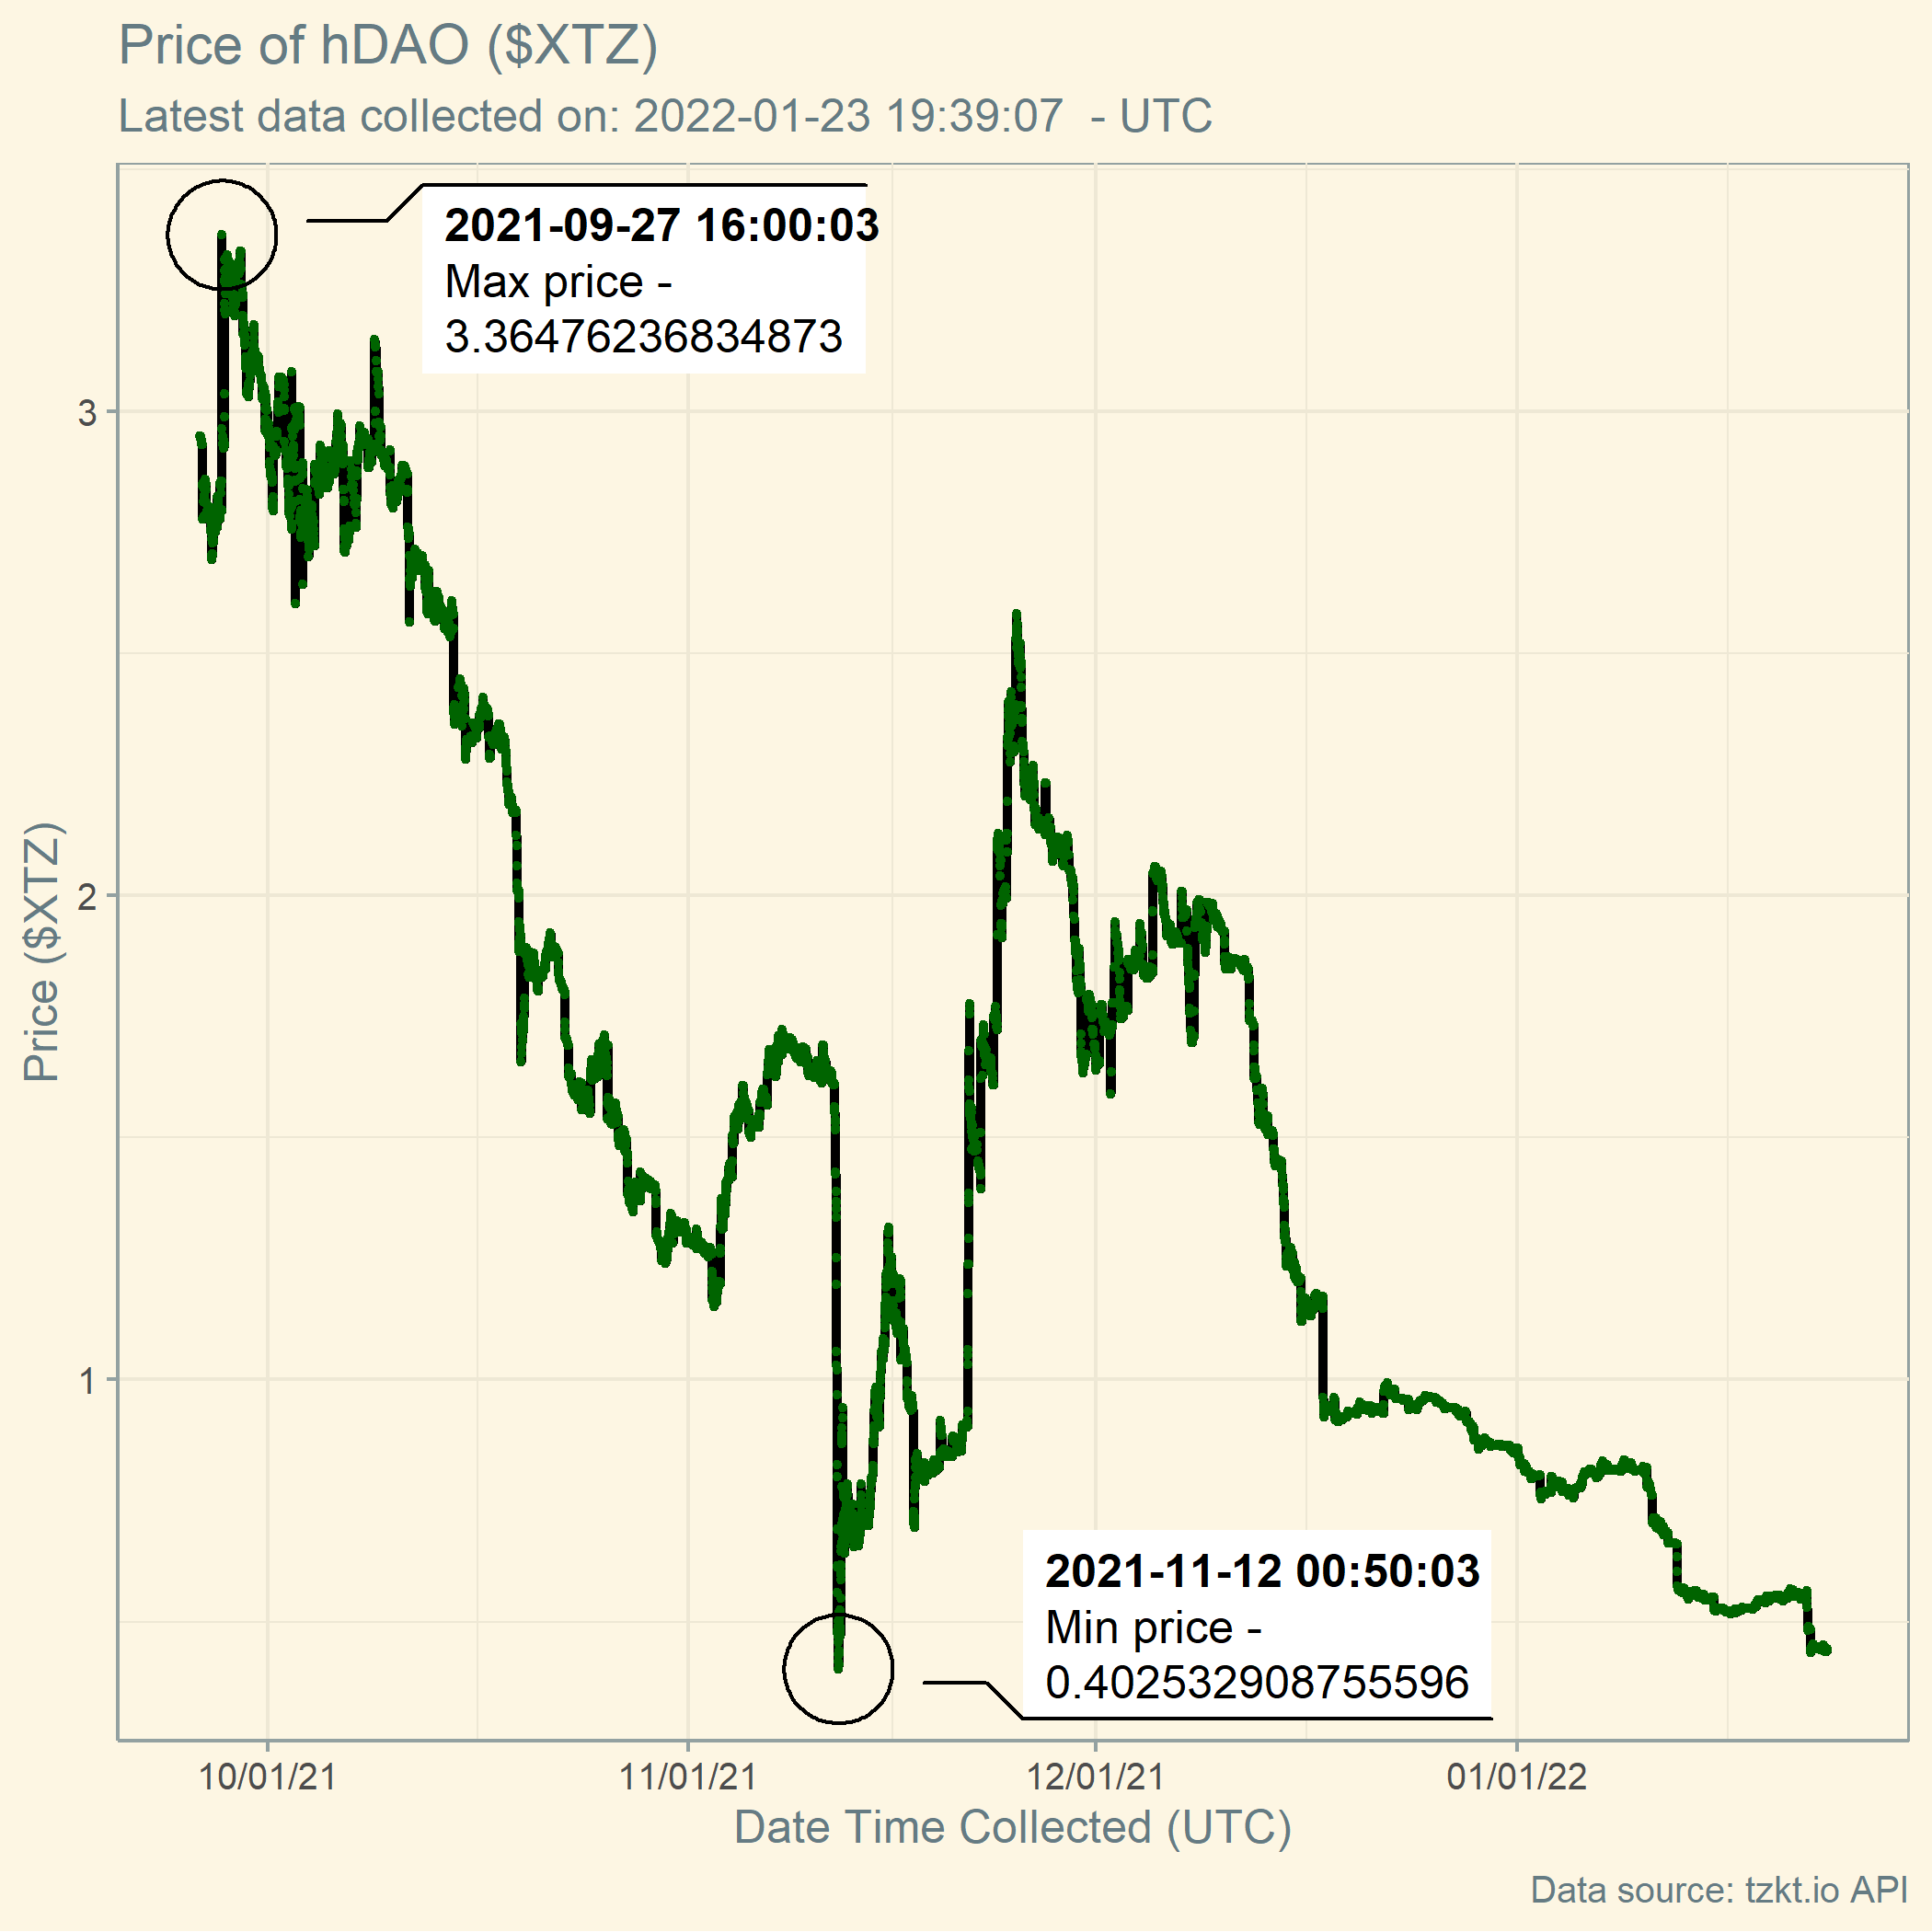 Price of hDAO ($XTZ)
Latest data collected on: 2022-01-23 19:39:07  - UTC
2021-09-27 16:00:03
Max price -
3.36476236834873
3
2
1
Price ($XTZ)
2021-11-12 00:50:03
Min price -
0.402532908755596
10/01/21
11/01/21
12/01/21
01/01/22
Date Time Collected (UTC)
Data source: tzkt.io API